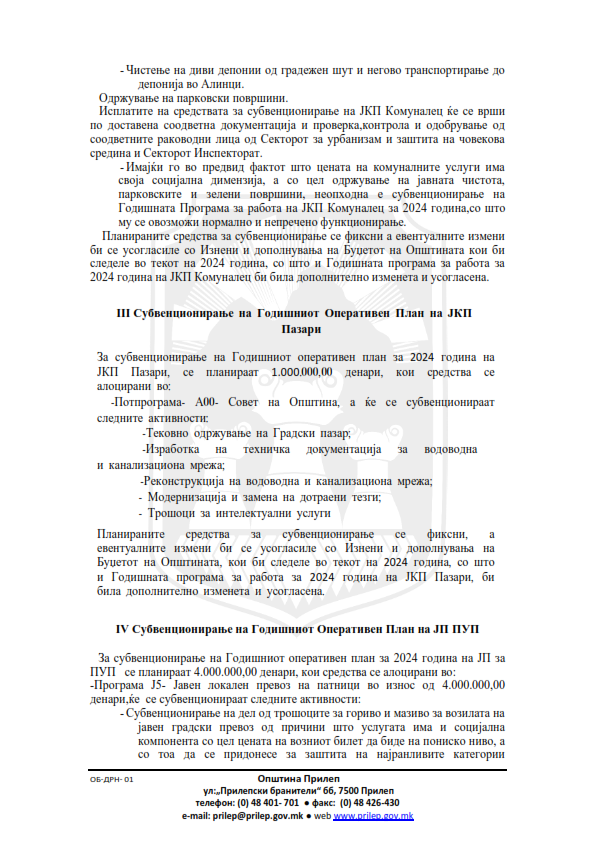 - Чистење на диви депонии од градежен шут и негово транспортирање до
депонија во Алинци.
Одржување на парковски површини.
Исплатите на средствата за субвенционирање на ЈКП Комуналец ќе се врши
по доставена соодветна документација и проверка,контрола и одобрување од
соодветните раководни лица од Секторот за урбанизам и заштита на човекова
средина и Секторот Инспекторат.
- Имајќи го во предвид фактот што цената на комуналните услуги има
своја социјална димензија, а со цел одржување на јавната чистота,
парковските и зелени површини, неопходна е субвенционирање на
Годишната Програма за работа на ЈКП Комуналец за 2024 година,со што
му се овозможи нормално и непречено функционирање.
Планираните средства за субвенционирање се фиксни а евентуалните измени
би се усогласиле со Изнени и дополнувања на Буџетот на Општината кои би
следеле во текот на 2024 година, со што и Годишната програма за работа за
2024 година на ЈКП Комуналец би била дополнително изменета и усогласена.
III Субвенционирање на Годишниот Оперативен План на ЈКП
Пазари
За субвенционирање на Годишниот оперативен план за 2024 година на
ЈКП Пазари, се планираат 1.000.000,00 денари, кои средства се
алоцирани во:
-Потпрограма- А00- Совет на Општина, а ќе се субвенционираат
следните активности:
-Тековно одржување на Градски пазар;
-Изработка на техничка документација за водоводна
и канализациона мрежа;
-Реконструкција на водоводна и канализациона мрежа;
- Модернизација и замена на дотраени тезги;
- Трошоци за интелектуални услуги
Планираните средства за субвенционирање се фиксни, а
евентуалните измени би се усогласиле со Изнени и дополнувања на
Буџетот на Општината, кои би следеле во текот на 2024 година, со што
и Годишната програма за работа за 2024 година на ЈКП Пазари, би
била дополнително изменета и усогласена.
IV Субвенционирање на Годишниот Оперативен План на ЈП ПУП
За субвенционирање на Годишниот оперативен план за 2024 година на ЈП за
ПУП се планираат 4.000.000,00 денари, кои средства се алоцирани во:
-Програма Ј5- Јавен локален превоз на патници во износ од 4.000.000,00
денари,ќе се субвенционираат следните активности:
- Субвенционирање на дел од трошоците за гориво и мазиво за возилата на
јавен градски превоз од причини што услугата има и социјална
компонента со цел цената на возниот билет да биде на пониско ниво, а
со тоа да се придонесе за заштита на најранливите категории
ОБ-ДРН- 01
Општина Прилеп
ул:„Прилепски бранители“ бб, 7500 Прилеп
телефон: (0) 48 401- 701 ● факс: (0) 48 426-430
e-mail: prilep@prilep.gov.mk ● web www.prilep.gov.mk